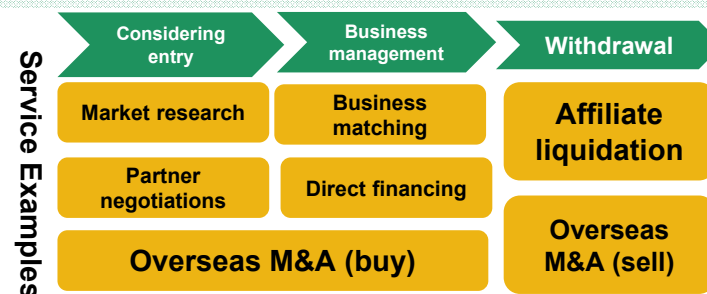 Considering
entry
Business
management
Withdrawal
Service Examples
Market research
Business
matching
Affiliate
liquidation
Partner
negotiations
Direct financing
Overseas M&A (buy)
Overseas
M&A (sell)